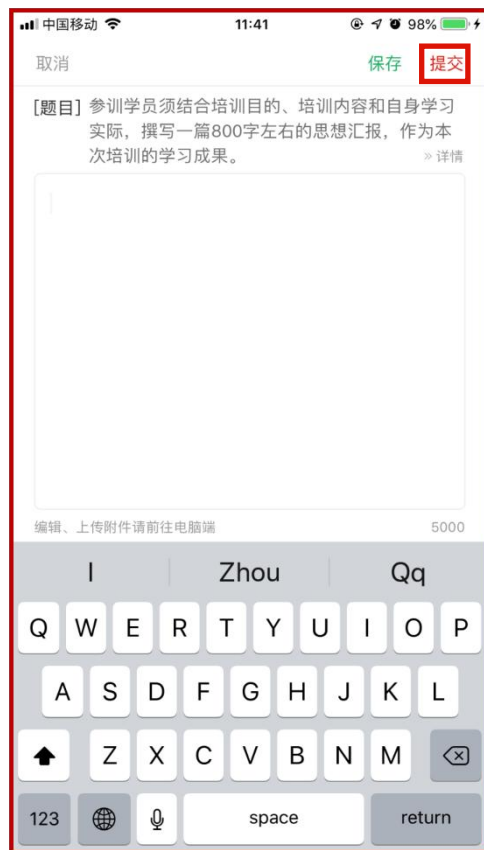 中国移动 11:41 98%
取消 保存 提交
[题目] 参训学员须结合培训目的、培训内容和自身学习
实际，撰写一篇800字左右的思想汇报，作为本
次培训的学习成果。 » 详情
编辑、上传附件请前往电脑端 5000
I Zhou Qq
Q W E R T Y U I O P
A S D F G H J K L
Z X C V B N M
123 space return